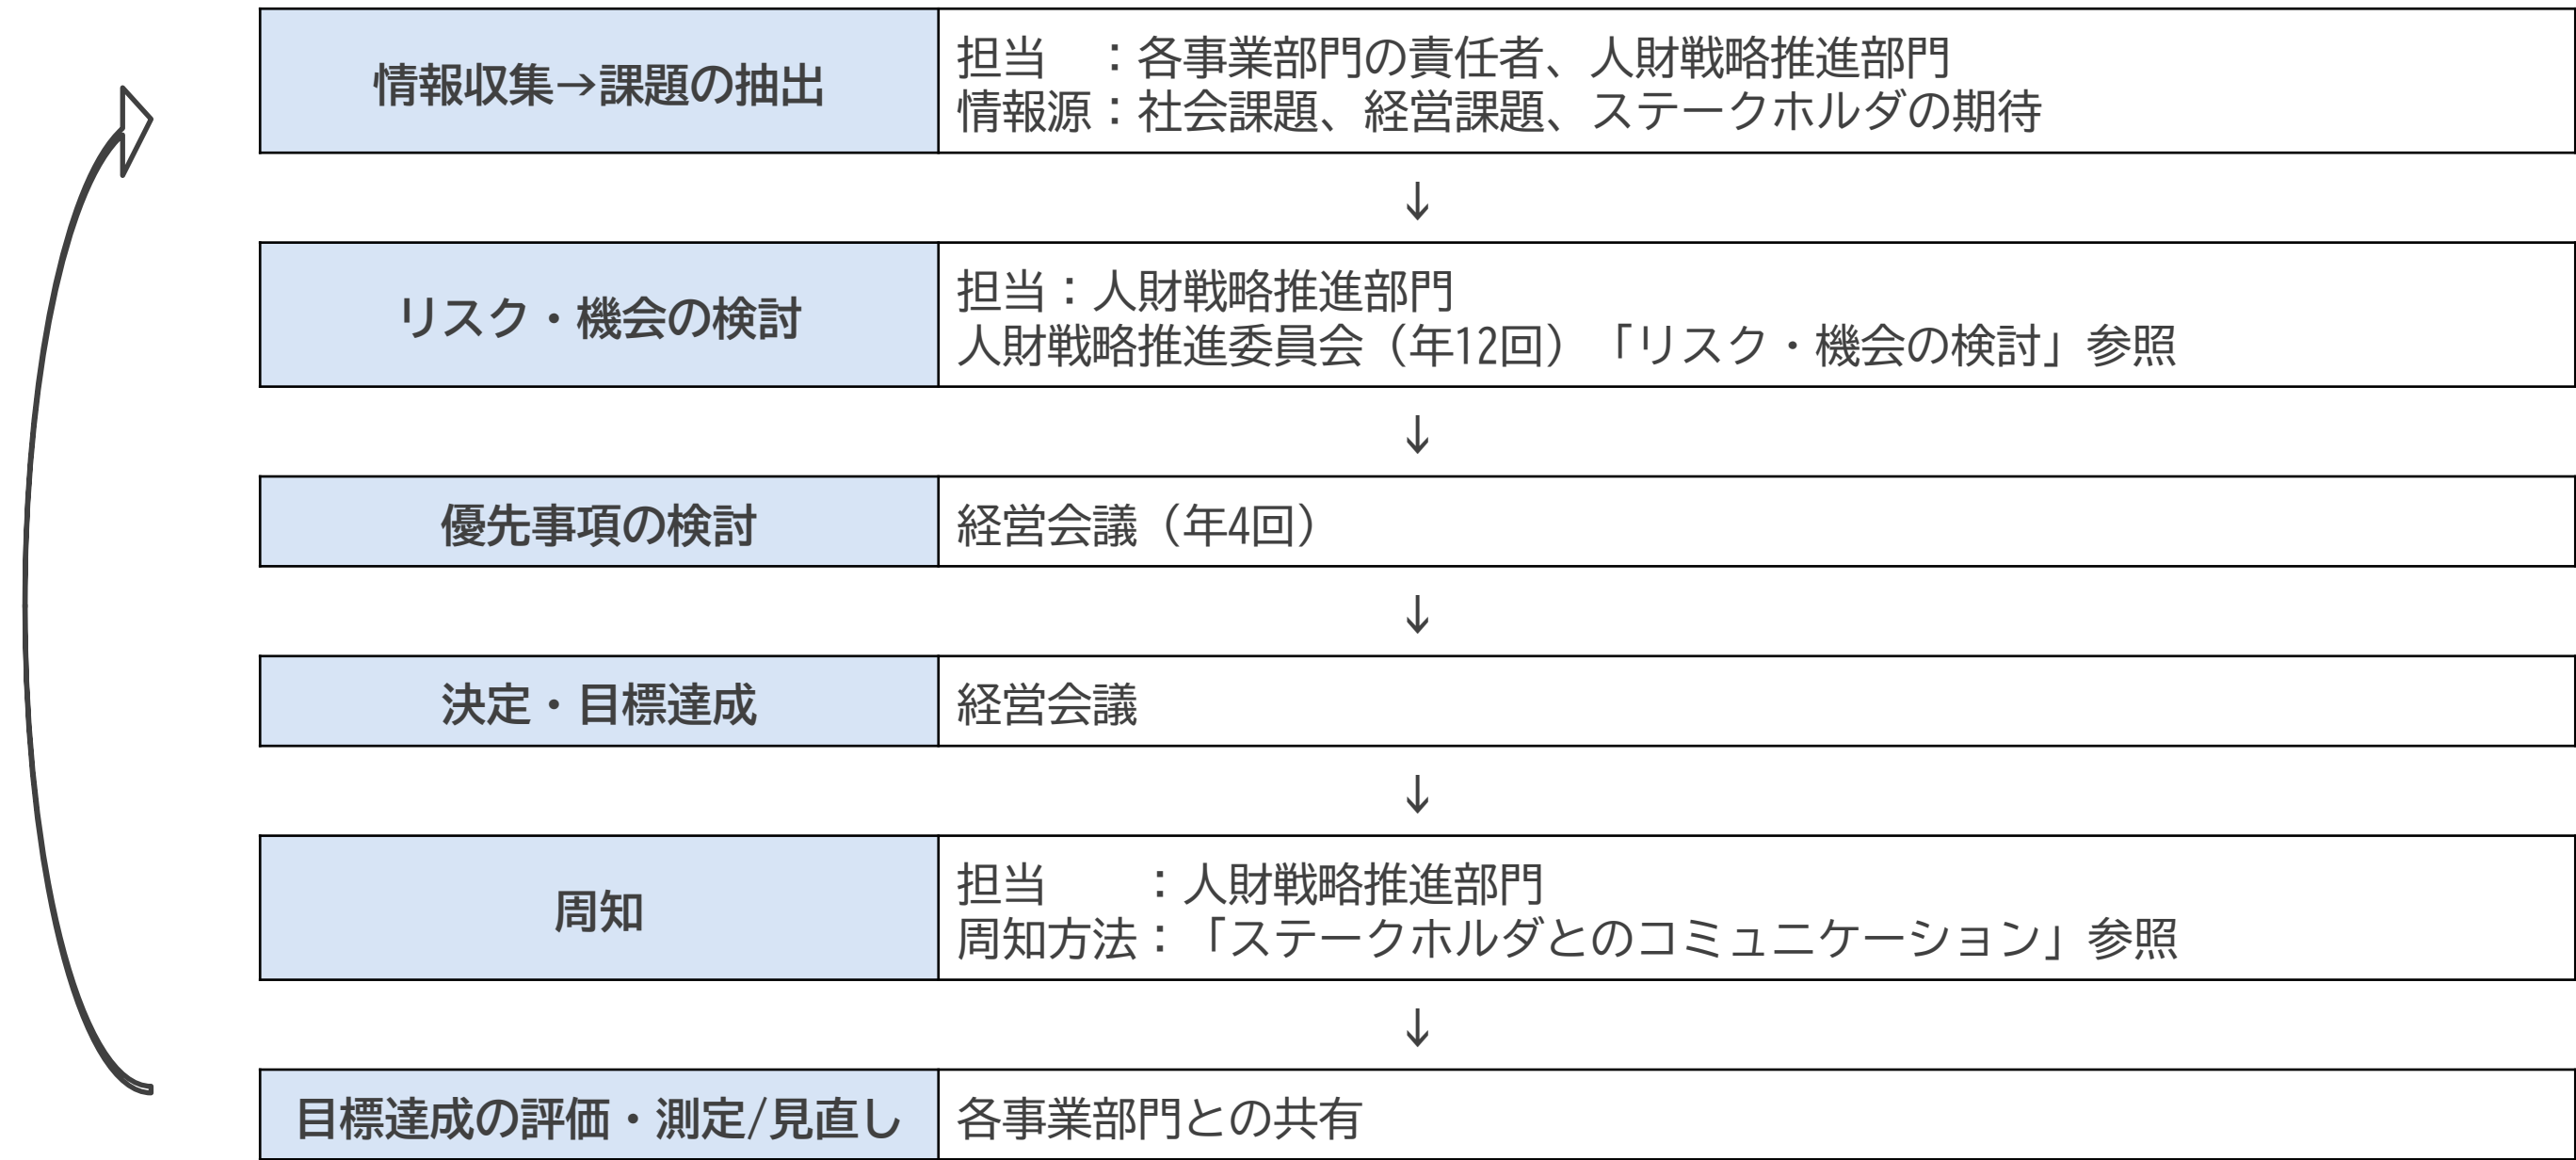 情報収集→課題の抽出
担当　：各事業部門の責任者、人財戦略推進部門
情報源：社会課題、経営課題、ステークホルダの期待
↓
リスク・機会の検討
担当：人財戦略推進部門
人財戦略推進委員会（年12回）「リスク・機会の検討」参照
↓
優先事項の検討
経営会議（年4回）
↓
決定・目標達成
経営会議
↓
周知
担当　　：人財戦略推進部門
周知方法：「ステークホルダとのコミュニケーション」参照
↓
目標達成の評価・測定/見直し
各事業部門との共有